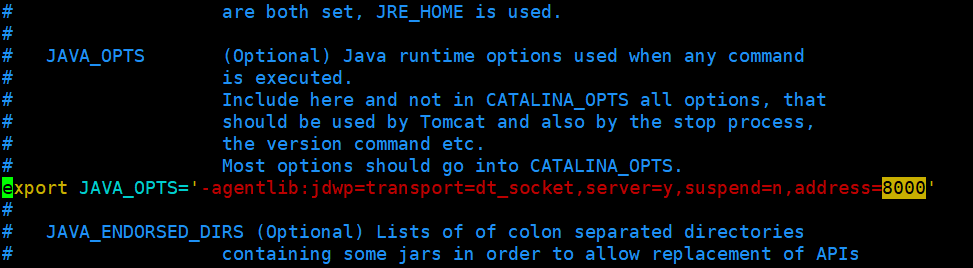 #                   are both set, JRE_HOME is used.
#
#   JAVA_OPTS       (Optional) Java runtime options used when any command
#                   is executed.
#                   Include here and not in CATALINA_OPTS all options, that
#                   should be used by Tomcat and also by the stop process,
#                   the version command etc.
#                   Most options should go into CATALINA_OPTS.
export JAVA_OPTS='-agentlib:jdwp=transport=dt_socket,server=y,suspend=n,address=8000'
#
#   JAVA_ENDORSED_DIRS (Optional) Lists of of colon separated directories
#                   containing some jars in order to allow replacement of APIs